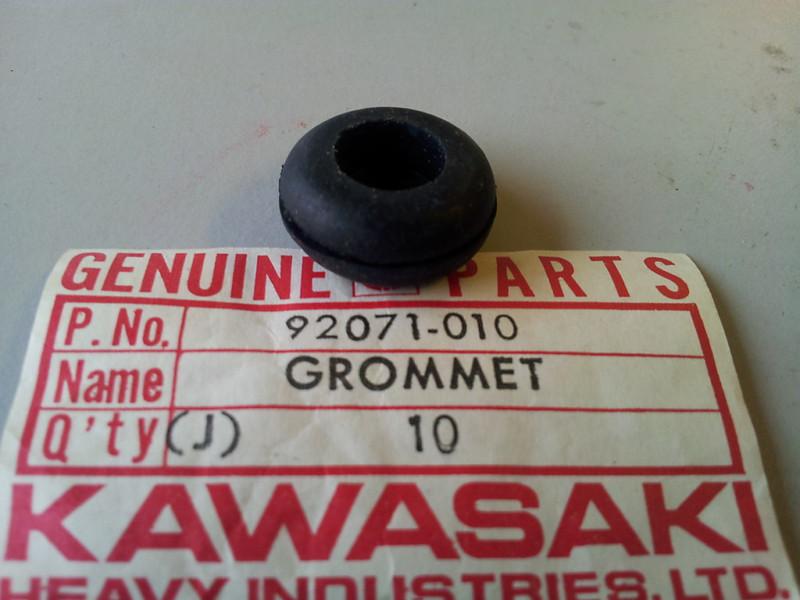 GENUINE PARTS
P. No. 92071-010
Name GROMMET
Q'ty (J) 10
KAWASAKI
HEAVY INDUSTRIES, LTD.